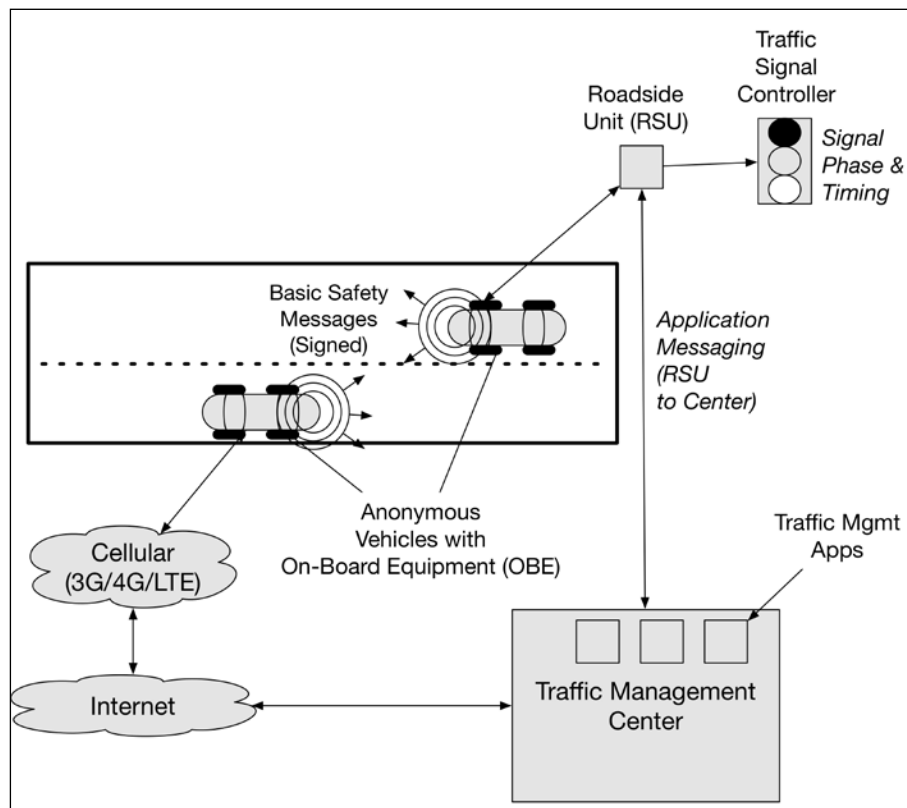 Traffic
Signal
Controller
Roadside
Unit (RSU)
Signal
Phase &
Timing
Basic Safety
Messages
(Signed)
Application
Messaging
(RSU
to Center)
Anonymous
Vehicles with
On-Board Equipment (OBE)
Cellular
(3G/4G/LTE)
Traffic Mgmt
Apps
Internet
Traffic Management
Center